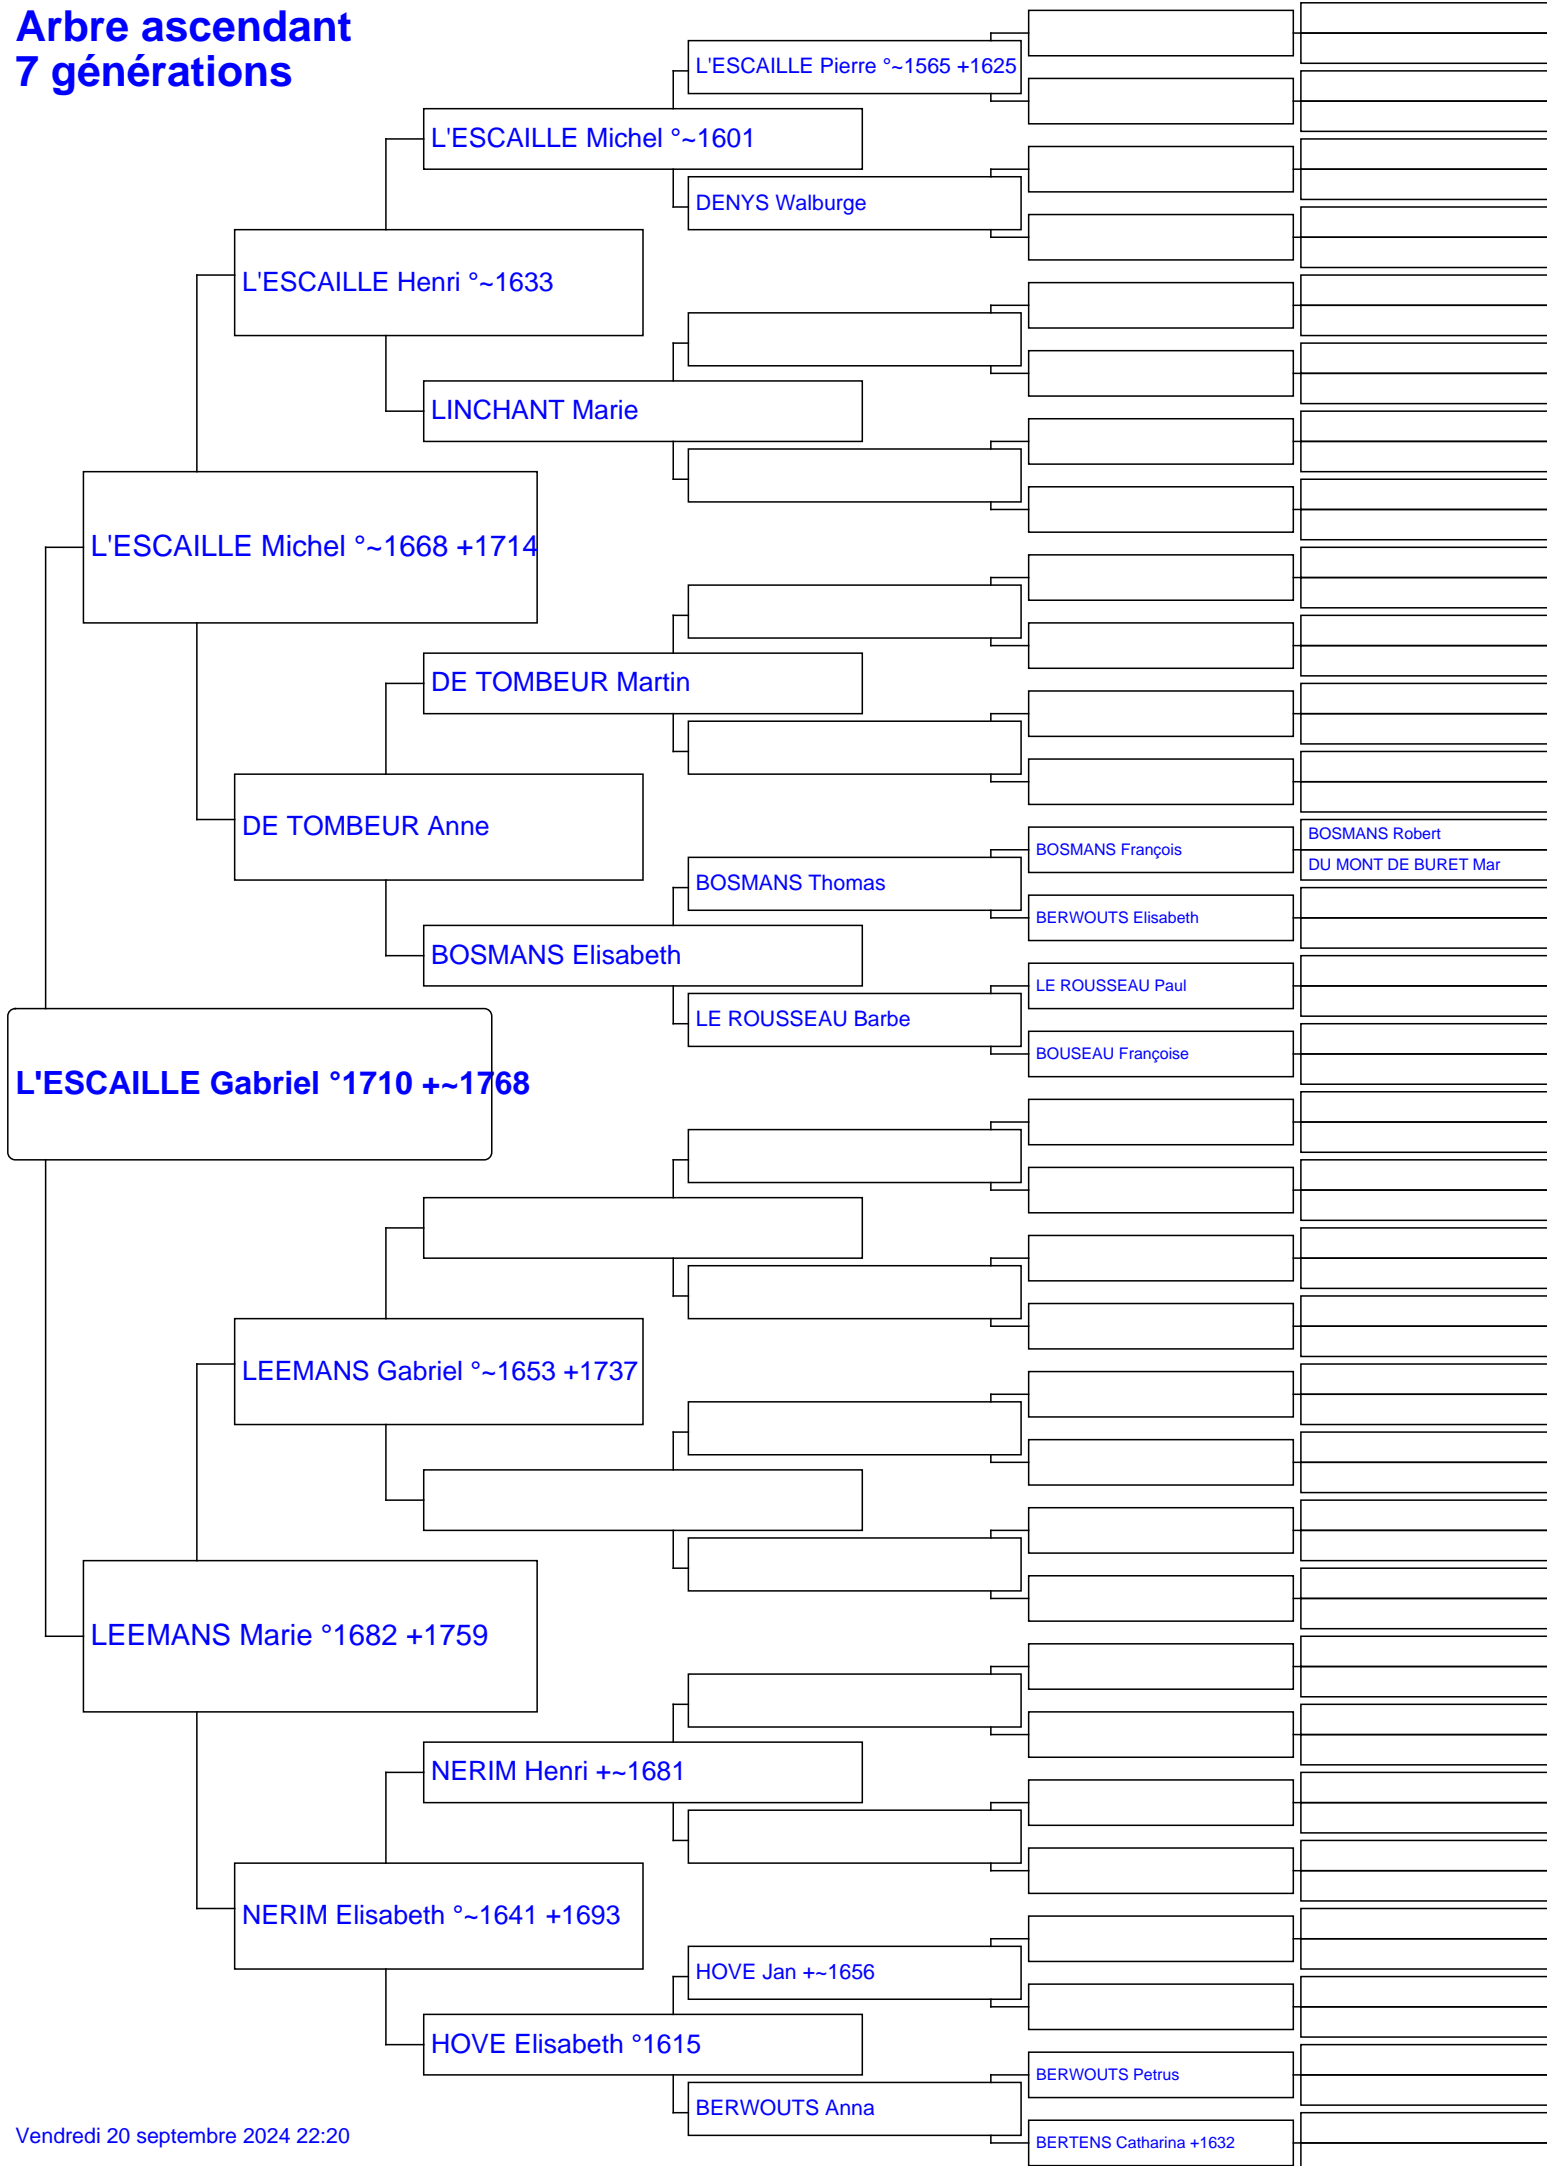 Arbre ascendant
7 générations
L'ESCAILLE Pierre °~1565 +1625
L'ESCAILLE Michel °~1601
DENYS Walburge
L'ESCAILLE Henri °~1633
LINCHANT Marie
L'ESCAILLE Michel °~1668 +1714
DE TOMBEUR Martin
DE TOMBEUR Anne
BOSMANS Robert
BOSMANS François
DU MONT DE BURET Mar
BOSMANS Thomas
BERWOUTS Elisabeth
BOSMANS Elisabeth
LE ROUSSEAU Paul
LE ROUSSEAU Barbe
BOUSEAU Françoise
L'ESCAILLE Gabriel °1710 +~1768
LEEMANS Gabriel °~1653 +1737
LEEMANS Marie °1682 +1759
NERIM Henri +~1681
NERIM Elisabeth °~1641 +1693
HOVE Jan +~1656
HOVE Elisabeth °1615
BERWOUTS Petrus
BERWOUTS Anna
BERTENS Catharina +1632
Vendredi 20 septembre 2024 22:20